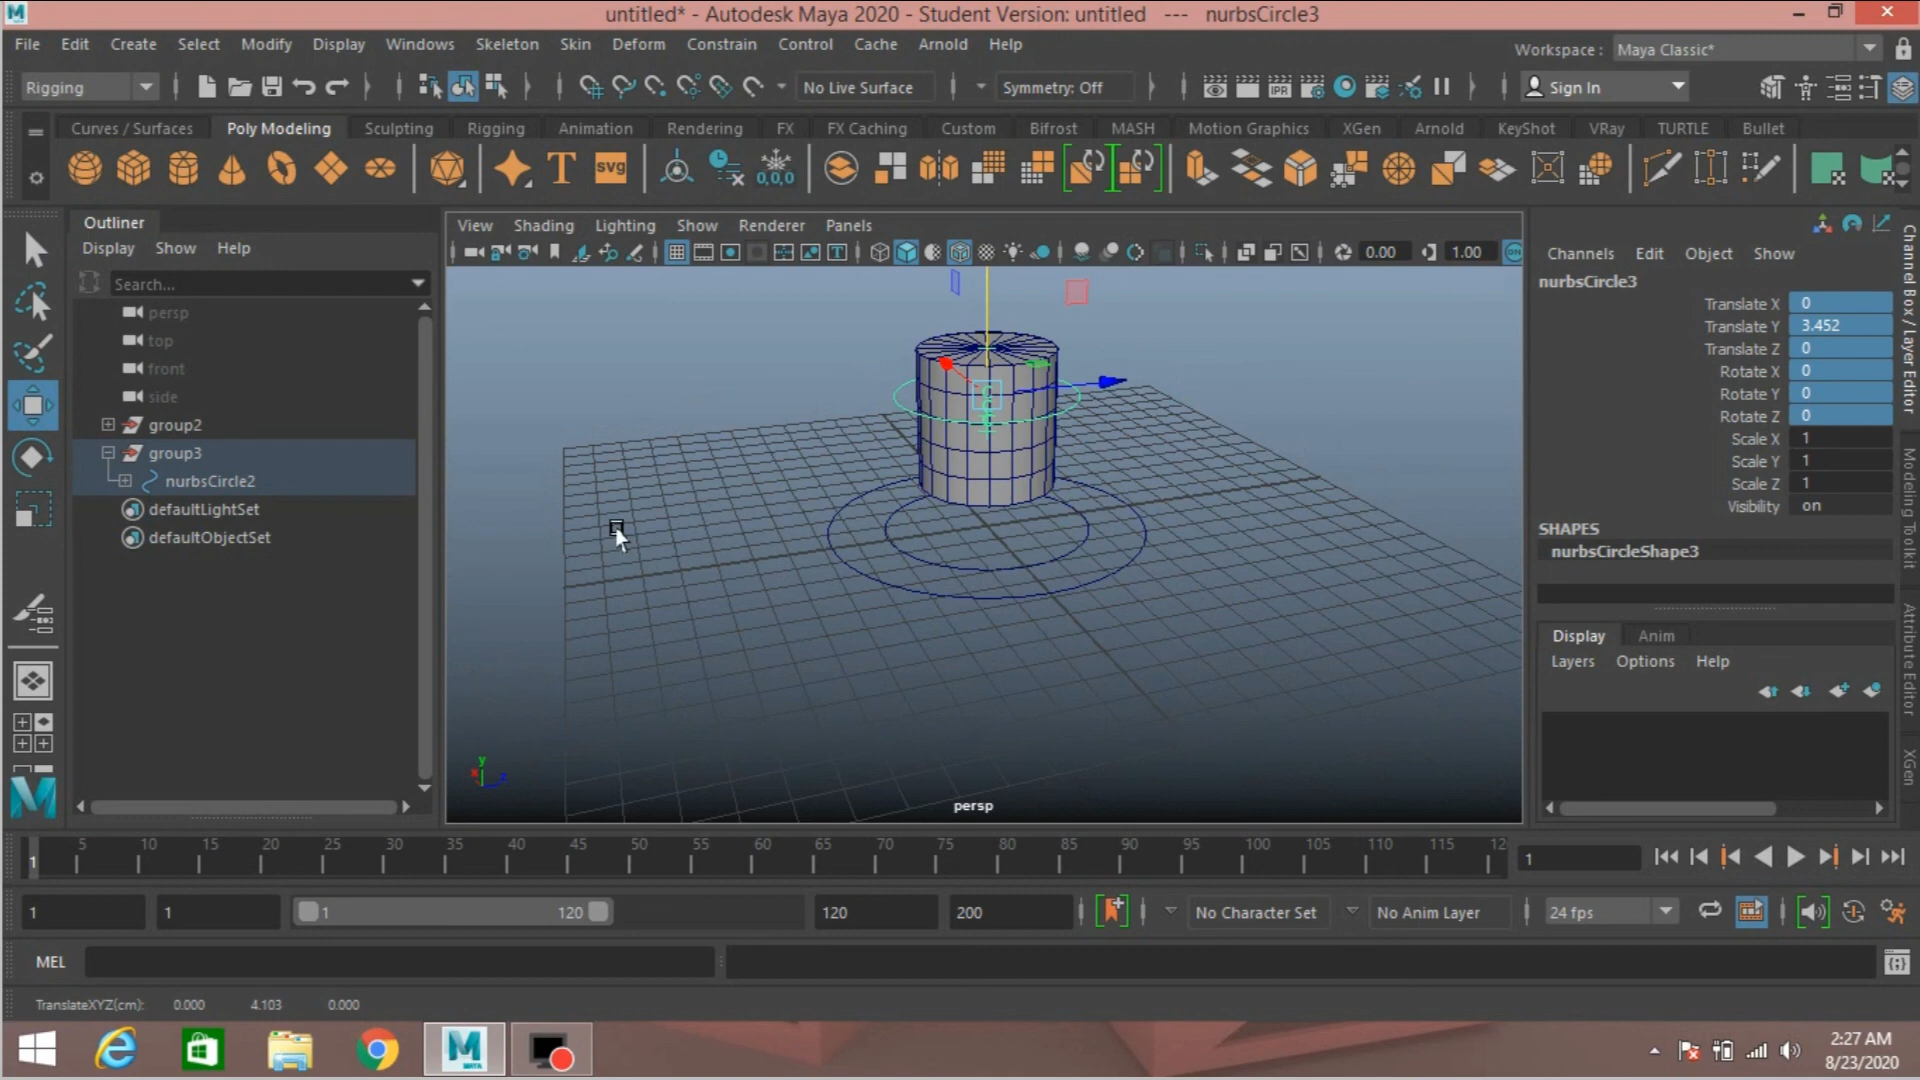 untitled* - Autodesk Maya 2020 - Student Version: untitled --- nurbsCircle3
File Edit Create Select Modify Display Windows Skeleton Skin Deform Constrain Control Cache Arnold Help
Workspace : Maya Classic*
Rigging No Live Surface Symmetry: Off IPR Sign In
Curves / Surfaces Poly Modeling Sculpting Rigging Animation Rendering FX FX Caching Custom Bifrost MASH Motion Graphics XGen Arnold KeyShot VRay TURTLE Bullet
T SVG 0,0,0
Outliner
Display Show Help
Search...
persp
top
front
side
group2
group3
nurbsCircle2
defaultLightSet
defaultObjectSet
View Shading Lighting Show Renderer Panels
0.00 1.00 ON
y
x z
persp
Channels Edit Object Show
nurbsCircle3
Translate X 0
Translate Y 3.452
Translate Z 0
Rotate X 0
Rotate Y 0
Rotate Z 0
Scale X 1
Scale Y 1
Scale Z 1
Visibility on
SHAPES
nurbsCircleShape3
Display Anim
Layers Options Help
Channel Box / Layer Editor
Modeling Toolkit
Attribute Editor
XGen
1 5 10 15 20 25 30 35 40 45 50 55 60 65 70 75 80 85 90 95 100 105 110 115 12
1
1 1 1 120 120 200 No Character Set No Anim Layer 24 fps
MEL
TranslateXYZ(cm): 0.000 4.103 0.000
MAYA
2:27 AM
8/23/2020